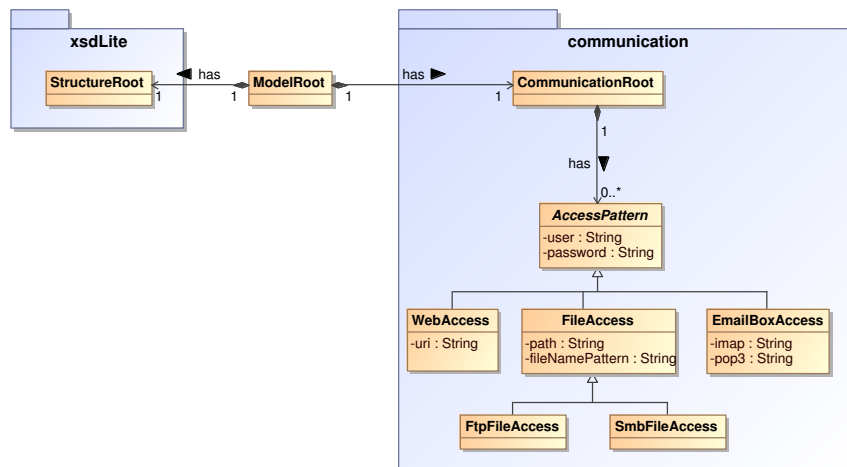 xsdLite
communication
StructureRoot
has
ModelRoot
has
CommunicationRoot
1
1
1
1
1
has
0..*
AccessPattern
-user : String
-password : String
WebAccess
-uri : String
FileAccess
-path : String
-fileNamePattern : String
EmailBoxAccess
-imap : String
-pop3 : String
FtpFileAccess
SmbFileAccess